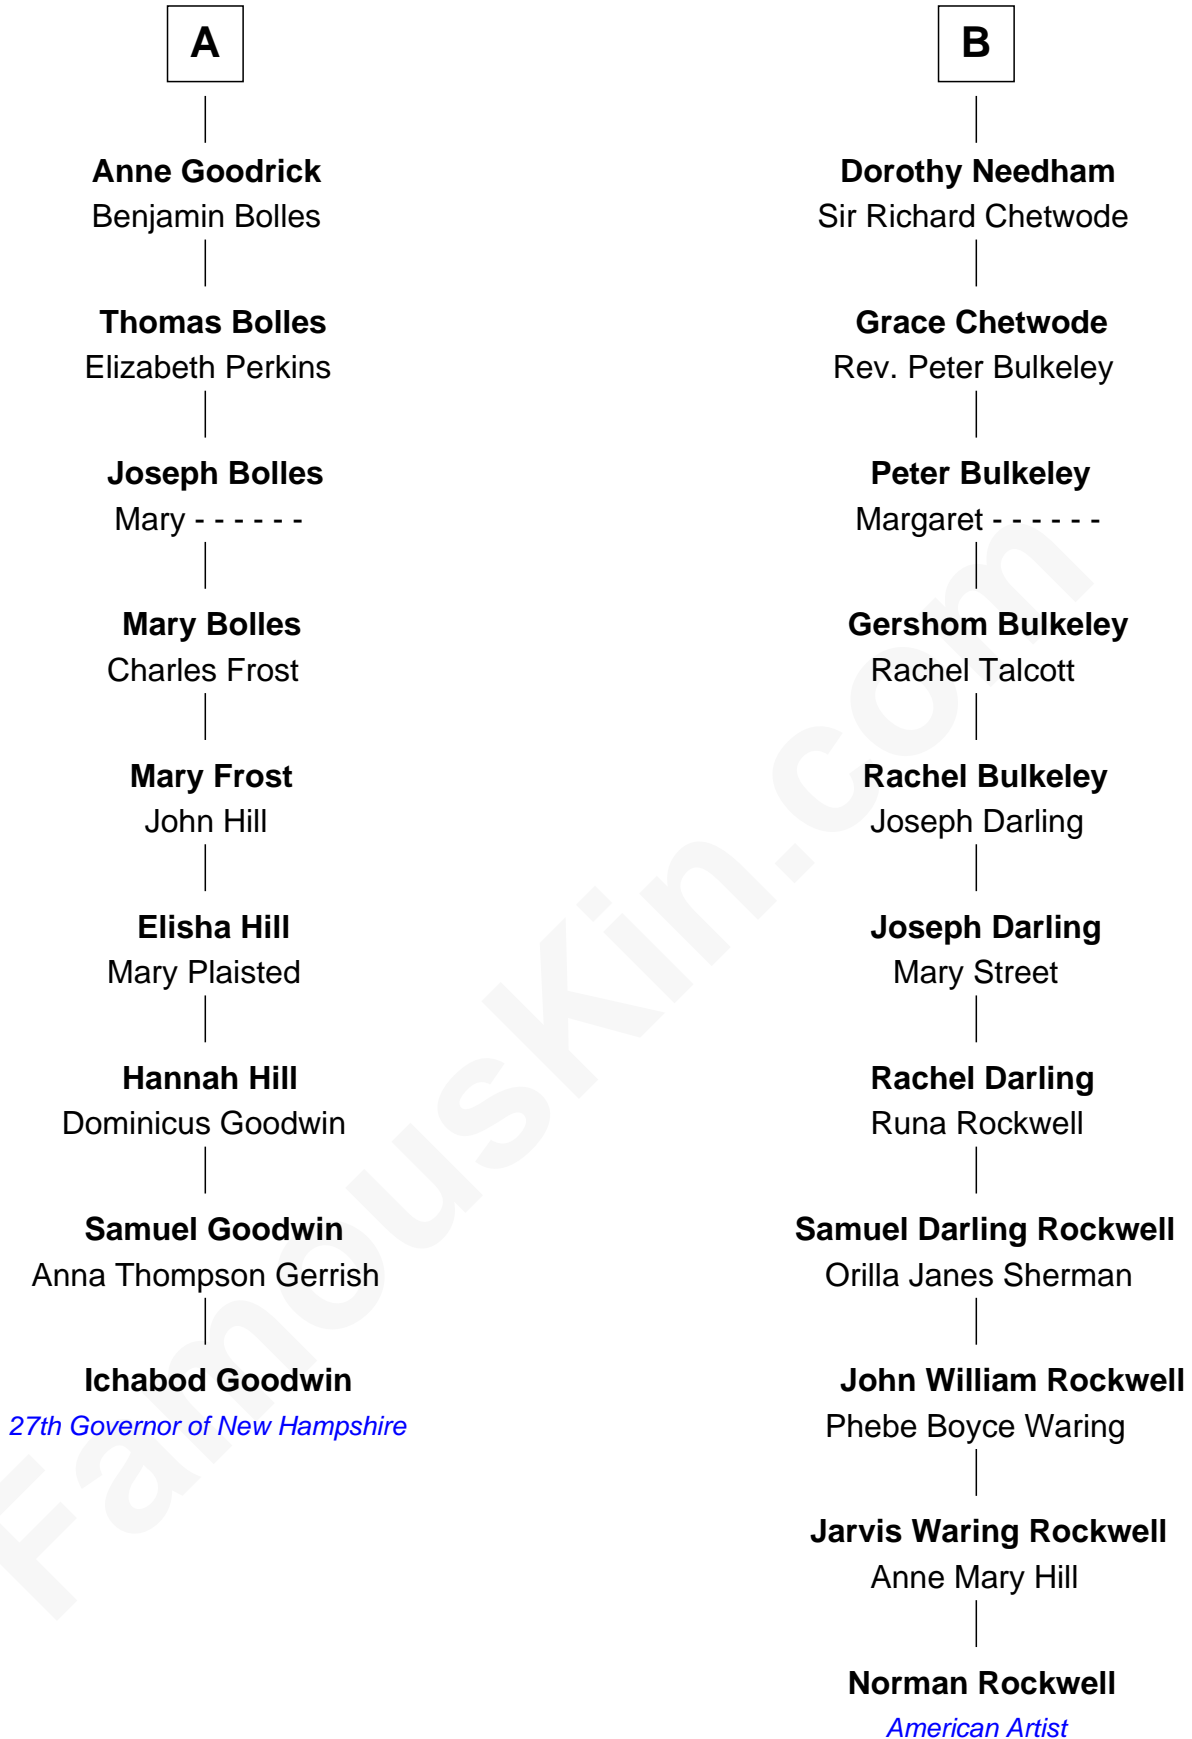 A
Anne Goodrick
Benjamin Bolles
Thomas Bolles
Elizabeth Perkins
Joseph Bolles
Mary - - - - - -
Mary Bolles
Charles Frost
Mary Frost
John Hill
Elisha Hill
Mary Plaisted
Hannah Hill
Dominicus Goodwin
Samuel Goodwin
Anna Thompson Gerrish
Ichabod Goodwin
27th Governor of New Hampshire
B
Dorothy Needham
Sir Richard Chetwode
Grace Chetwode
Rev. Peter Bulkeley
Peter Bulkeley
Margaret - - - - - -
Gershom Bulkeley
Rachel Talcott
Rachel Bulkeley
Joseph Darling
Joseph Darling
Mary Street
Rachel Darling
Runa Rockwell
Samuel Darling Rockwell
Orilla Janes Sherman
John William Rockwell
Phebe Boyce Waring
Jarvis Waring Rockwell
Anne Mary Hill
Norman Rockwell
American Artist
FamousKin.com